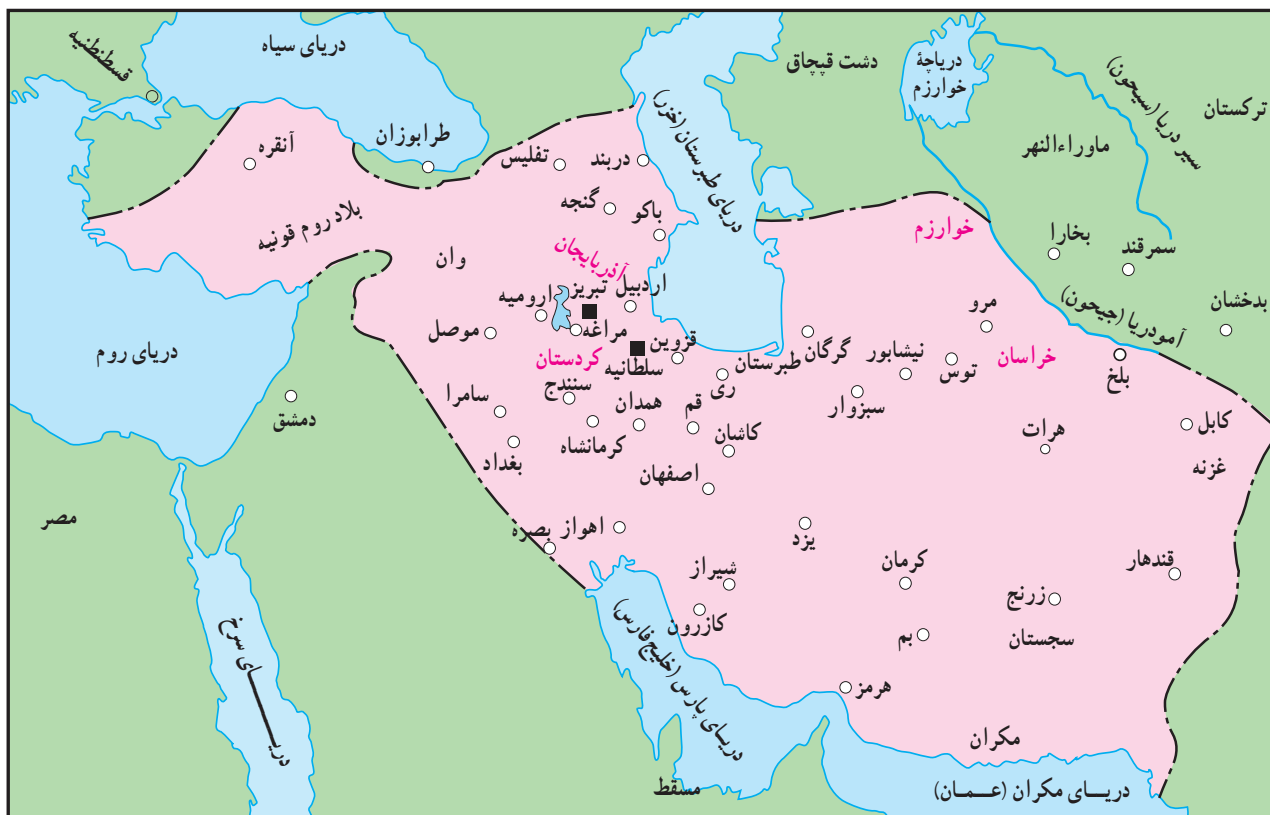 دریای سیاه
قسطنطنیه
دشت قپچاق
دریاچۀ
خوارزم
سیر دریا (سیحون)
ترکستان
ماوراءالنهر
دریای طبرستان (خزر)
طرابوزان
آنقره
تفلیس
دربند
گنجه
باکو
بلاد روم قونیه
وان
آذربایجان
خوارزم
بخارا
سمرقند
بدخشان
آمودریا (جیحون)
اردبیل
تبریز
ارومیه
مراغه
موصل
کردستان
قزوین
سلطانیه
طبرستان
گرگان
ری
نیشابور
سبزوار
مرو
توس
خراسان
بلخ
کابل
غزنه
هرات
دریای روم
دمشق
سامرا
بغداد
سنندج
کرمانشاه
همدان
قم
کاشان
اصفهان
اهواز
بصره
یزد
شیراز
کازرون
کرمان
بم
زرنج
سجستان
قندهار
هرمز
مکران
مصر
دریای سرخ
دریای پارس (خلیج فارس)
مسقط
دریای مکران (عمان)